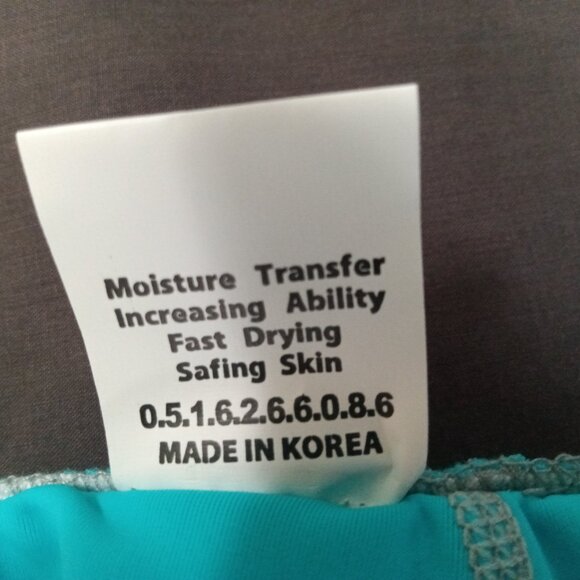 Moisture Transfer
Increasing Ability
Fast Drying
Safing Skin
0.5.1.6.2.6.6.0.8.6
MADE IN KOREA